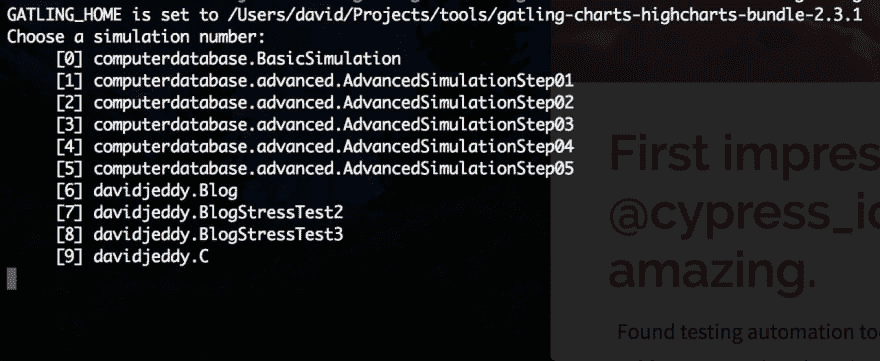 GATLING_HOME is set to /Users/david/Projects/tools/gatling-charts-highcharts-bundle-2.3.1
Choose a simulation number:
[0] computerdatabase.BasicSimulation
[1] computerdatabase.advanced.AdvancedSimulationStep01
[2] computerdatabase.advanced.AdvancedSimulationStep02
[3] computerdatabase.advanced.AdvancedSimulationStep03
[4] computerdatabase.advanced.AdvancedSimulationStep04
[5] computerdatabase.advanced.AdvancedSimulationStep05
[6] davidjeddy.Blog
[7] davidjeddy.BlogStressTest2
[8] davidjeddy.BlogStressTest3
[9] davidjeddy.C
First impres
@cypress_io
amazing.
Found testing automation too